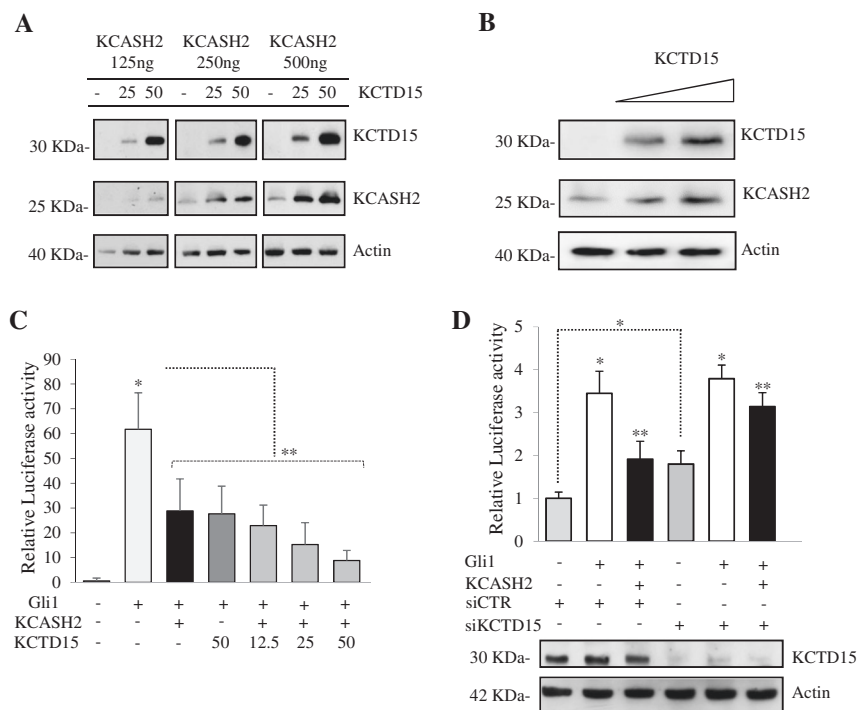 A
KCASH2 KCASH2 KCASH2
125ng 250ng 500ng
- 25 50 - 25 50 - 25 50 KCTD15
30 KDa- KCTD15
25 KDa- KCASH2
40 KDa- Actin
B
KCTD15
30 KDa- KCTD15
25 KDa- KCASH2
40 KDa- Actin
C
Relative Luciferase activity
90
80
70
60
50
40
30
20
10
0
*
**
Gli1 - + + + + + +
KCASH2 - - + - + + +
KCTD15 - - - 50 12.5 25 50
D
Relative Luciferase activity
5
4
3
2
1
0
*
* ** * **
Gli1 - + + - + +
KCASH2 - - + - - +
siCTR + + + - - -
siKCTD15 - - - + + +
30 KDa- KCTD15
42 KDa- Actin